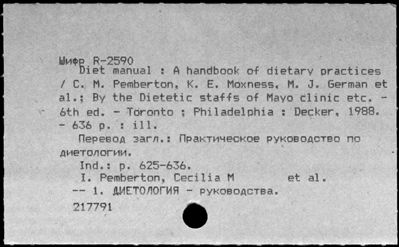 Шифр R-2590
Diet manual : A handbook of dietary practices
/ C. M. Pemberton, K. E. Moxness, M. J. German et
al.; By the Dietetic staffs of Mayo clinic etc. -
6th ed. - Toronto ; Philadelphia : Decker, 1988.
- 636 p. : ill.
Перевод загл.: Практическое руководство по
диетологии.
Ind.: p. 625-636.
I. Pemberton, Cecilia M et al.
-- 1. ДИЕТОЛОГИЯ - руководства.
217791